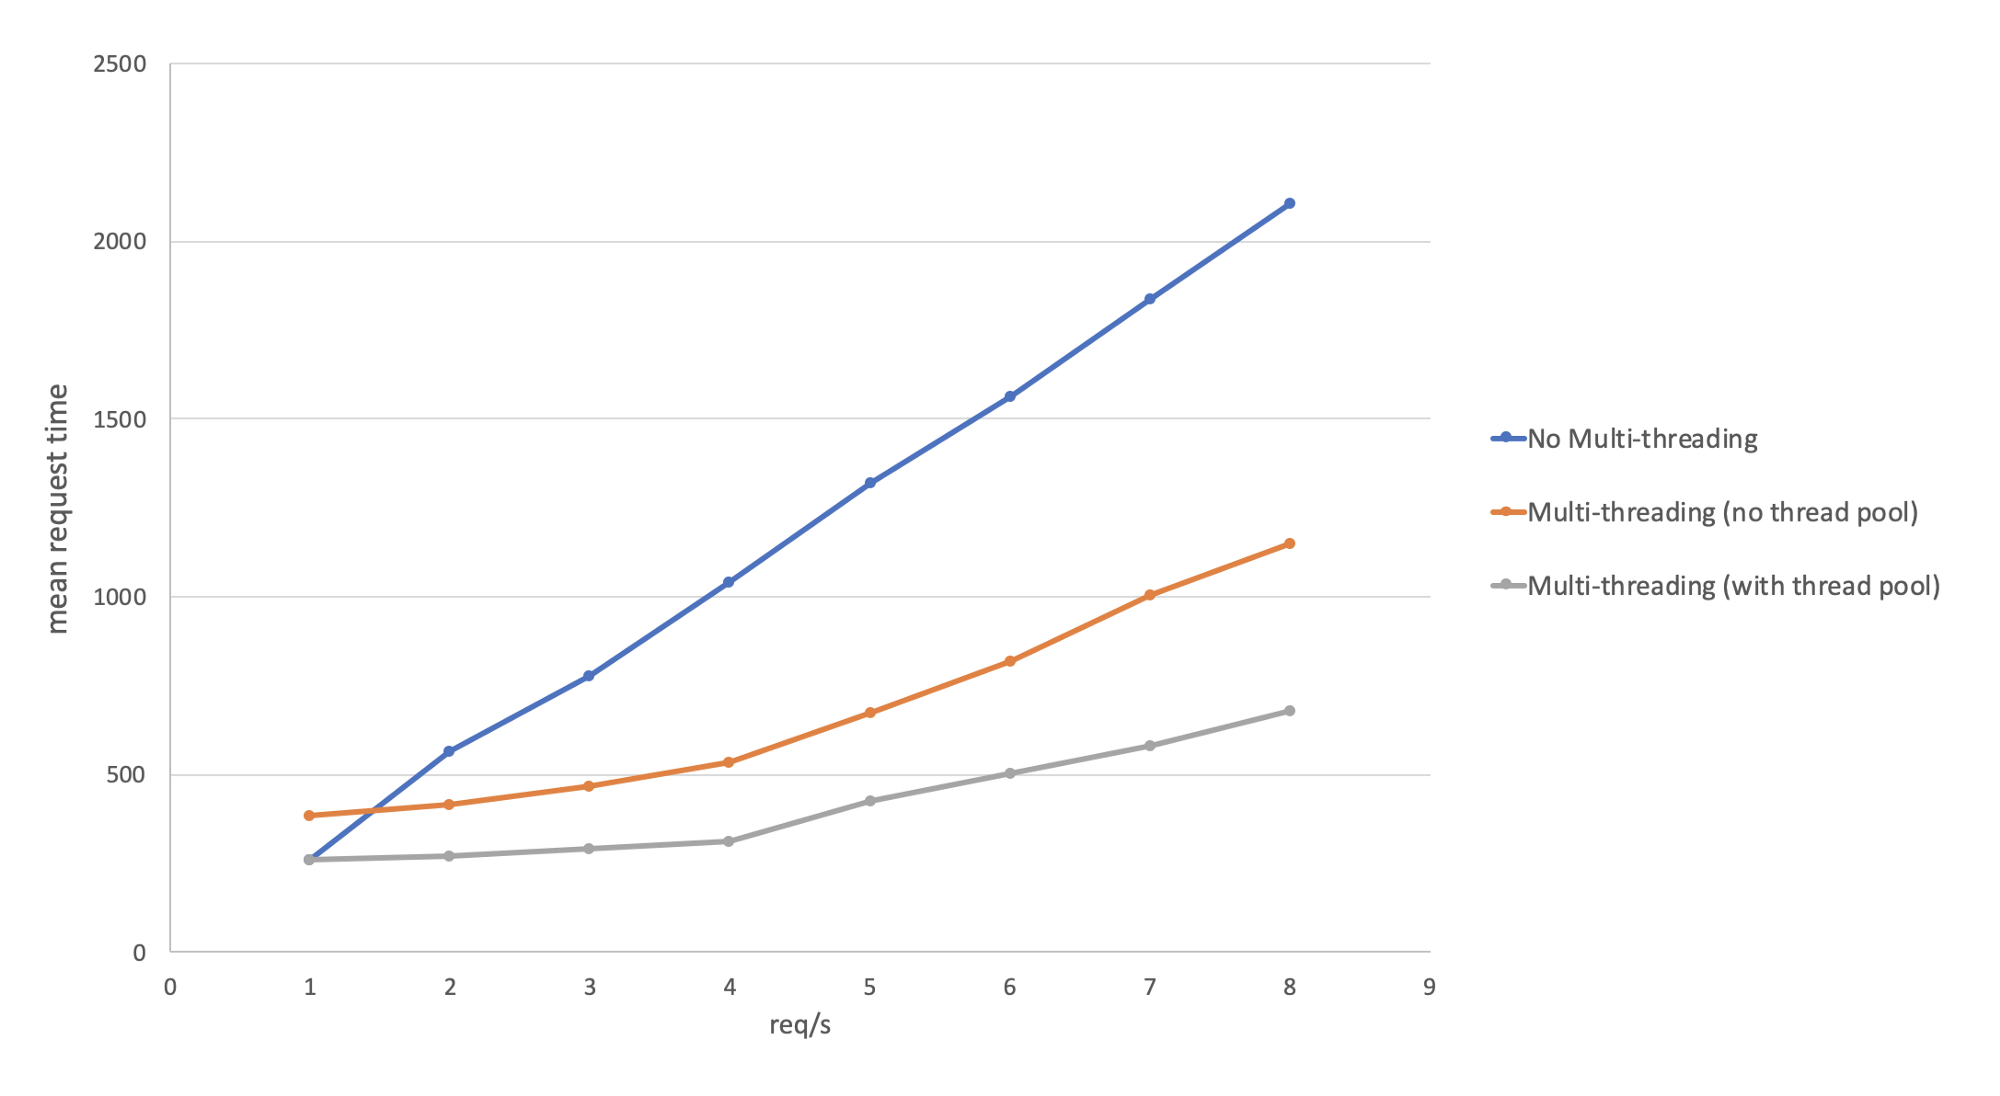 2500
2000
1500
1000
500
0
mean request time
0 1 2 3 4 5 6 7 8 9
req/s
No Multi-threading
Multi-threading (no thread pool)
Multi-threading (with thread pool)